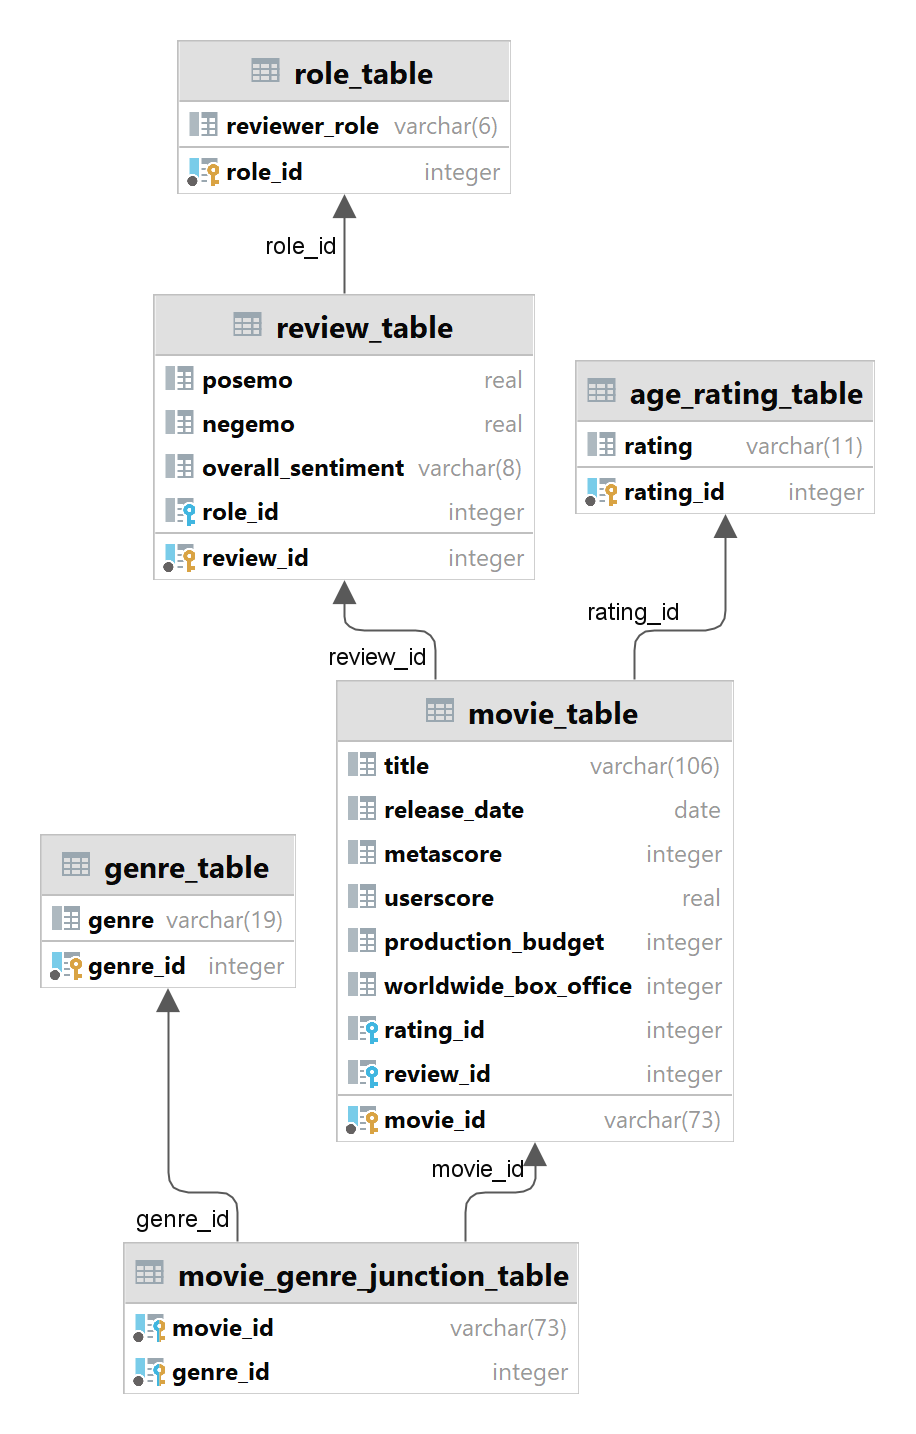 role_table
reviewer_role varchar(6)
role_id integer
role_id
review_table
posemo real
negemo real
overall_sentiment varchar(8)
role_id integer
review_id integer
age_rating_table
rating varchar(11)
rating_id integer
rating_id
review_id
movie_table
title varchar(106)
release_date date
metascore integer
userscore real
production_budget integer
worldwide_box_office integer
rating_id integer
review_id integer
movie_id varchar(73)
genre_table
genre varchar(19)
genre_id integer
movie_id
genre_id
movie_genre_junction_table
movie_id varchar(73)
genre_id integer